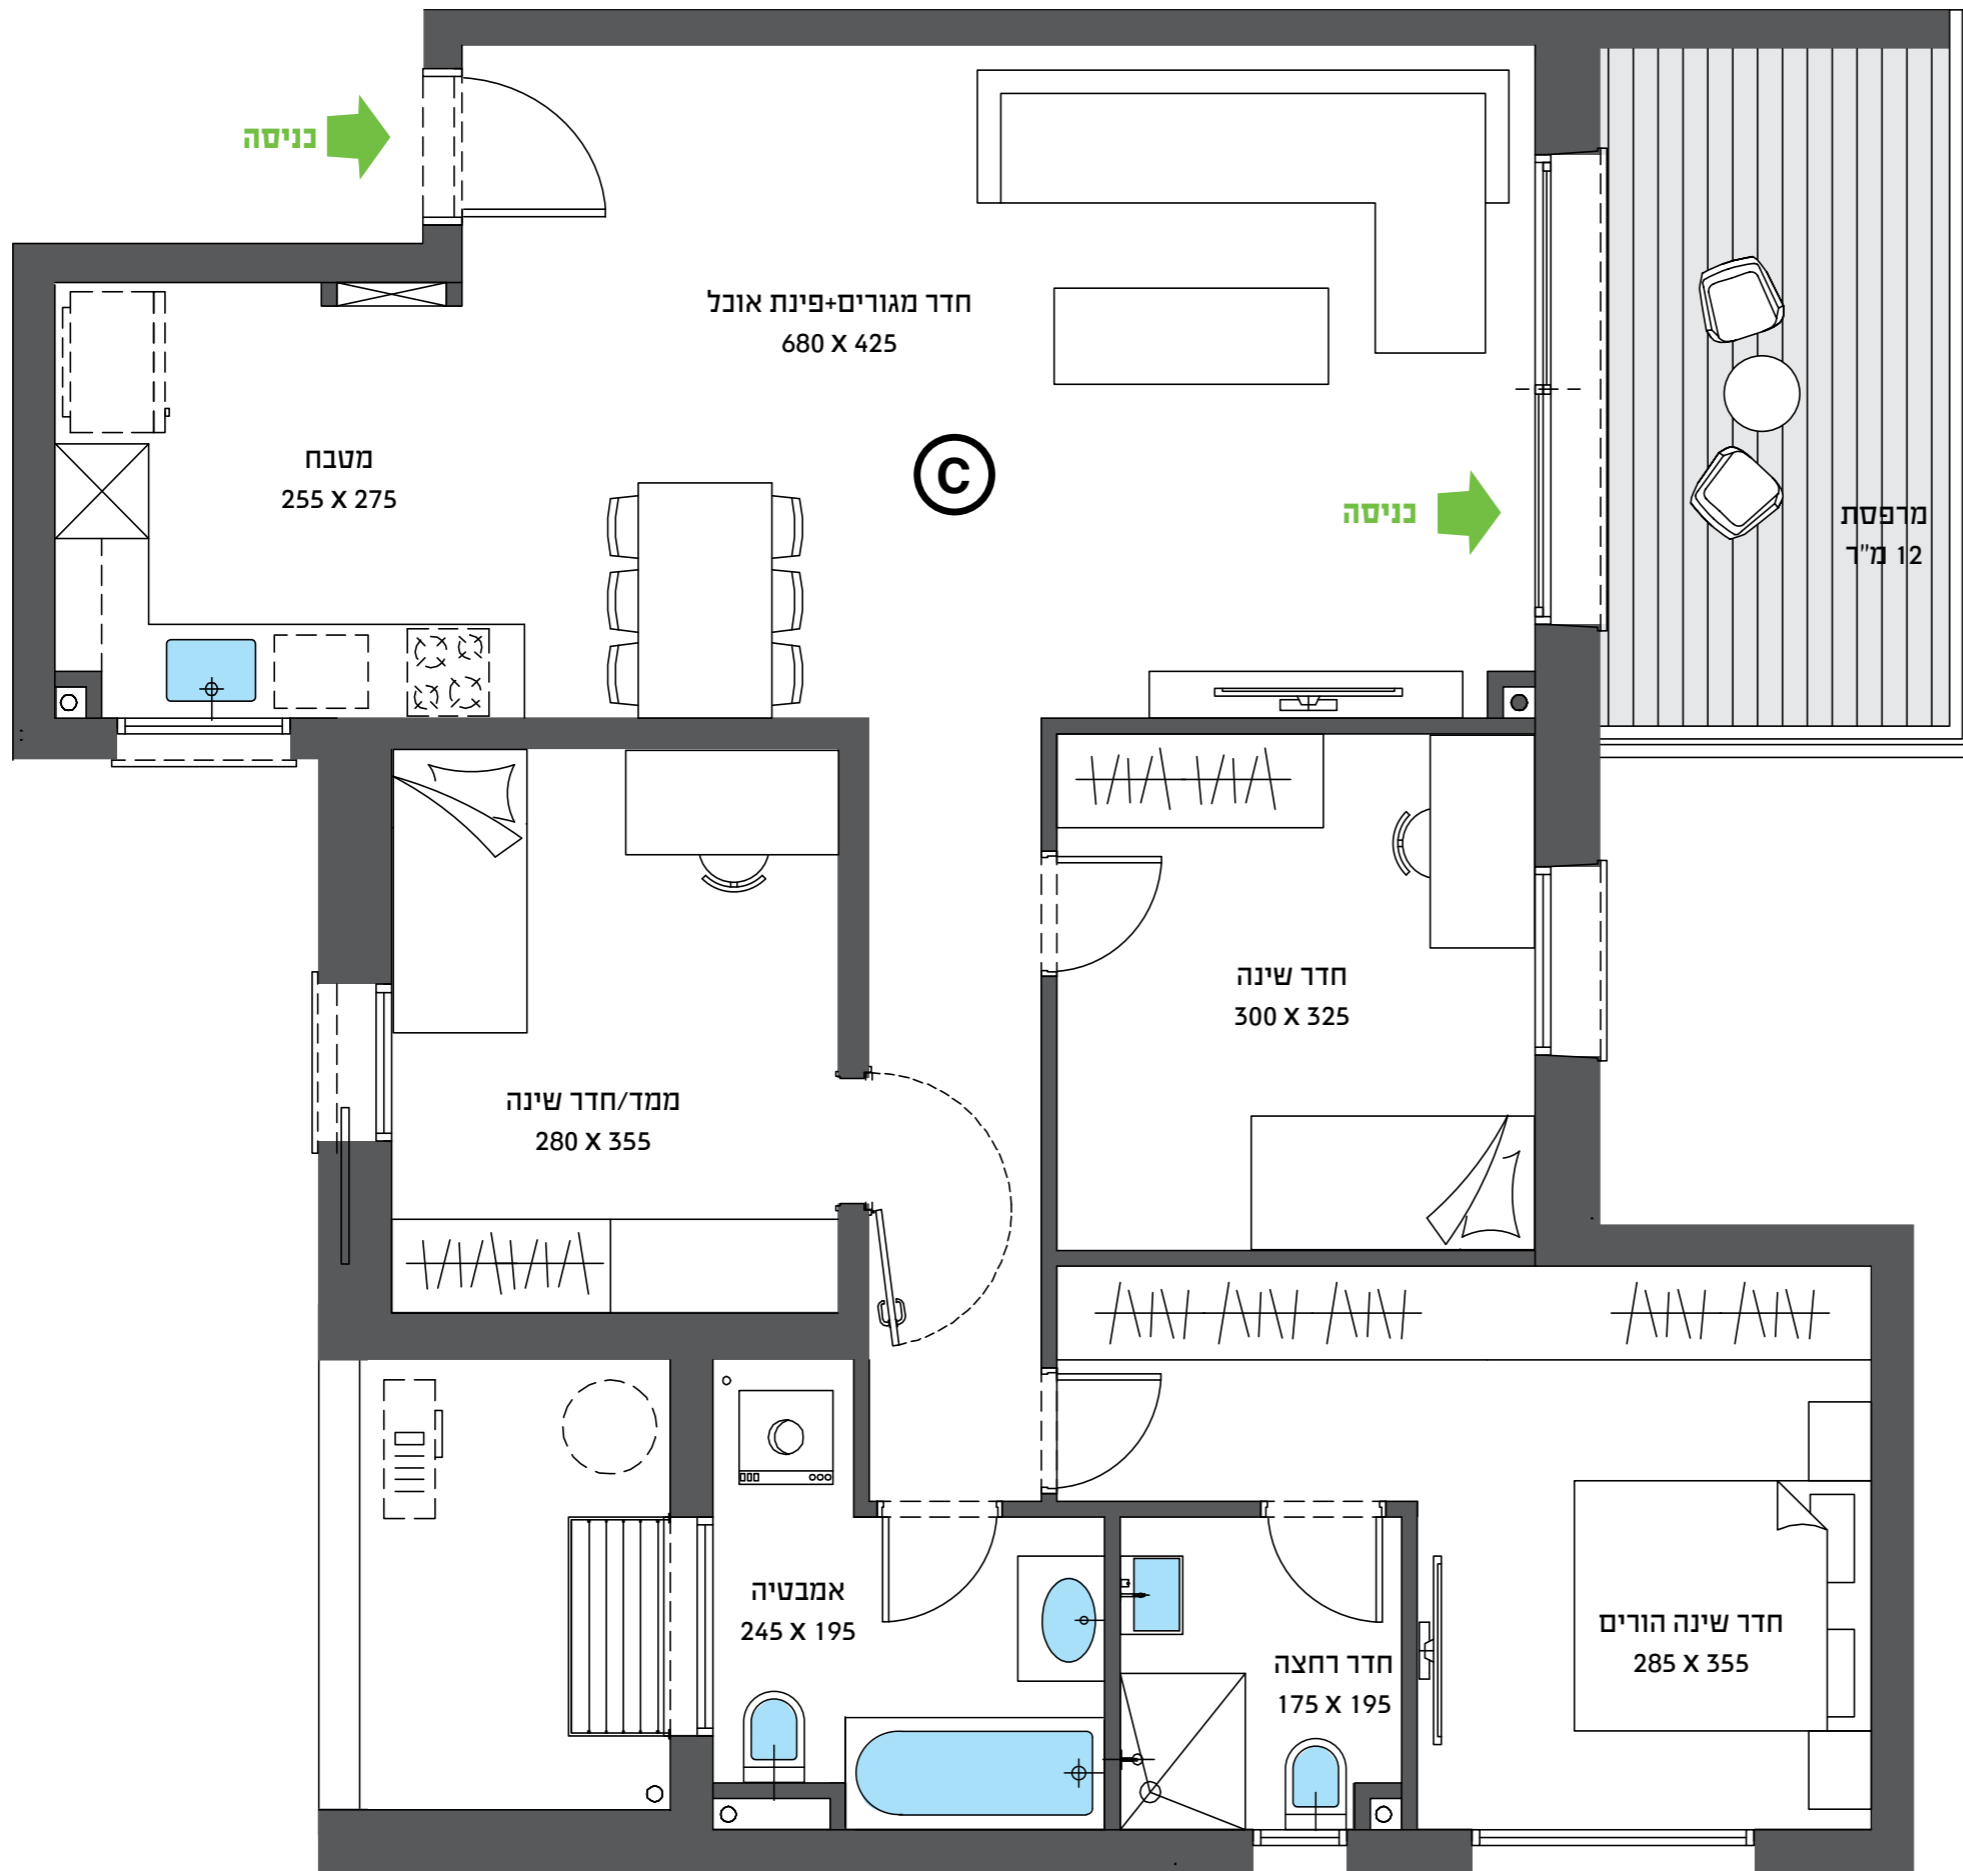 כניסה
חדר מגורים+פינת אוכל
680 X 425
מטבח
255 X 275
C
כניסה
מרפסת
12 מ"ר
חדר שינה
300 X 325
ממד/חדר שינה
280 X 355
אמבטיה
245 X 195
חדר רחצה
175 X 195
חדר שינה הורים
285 X 355